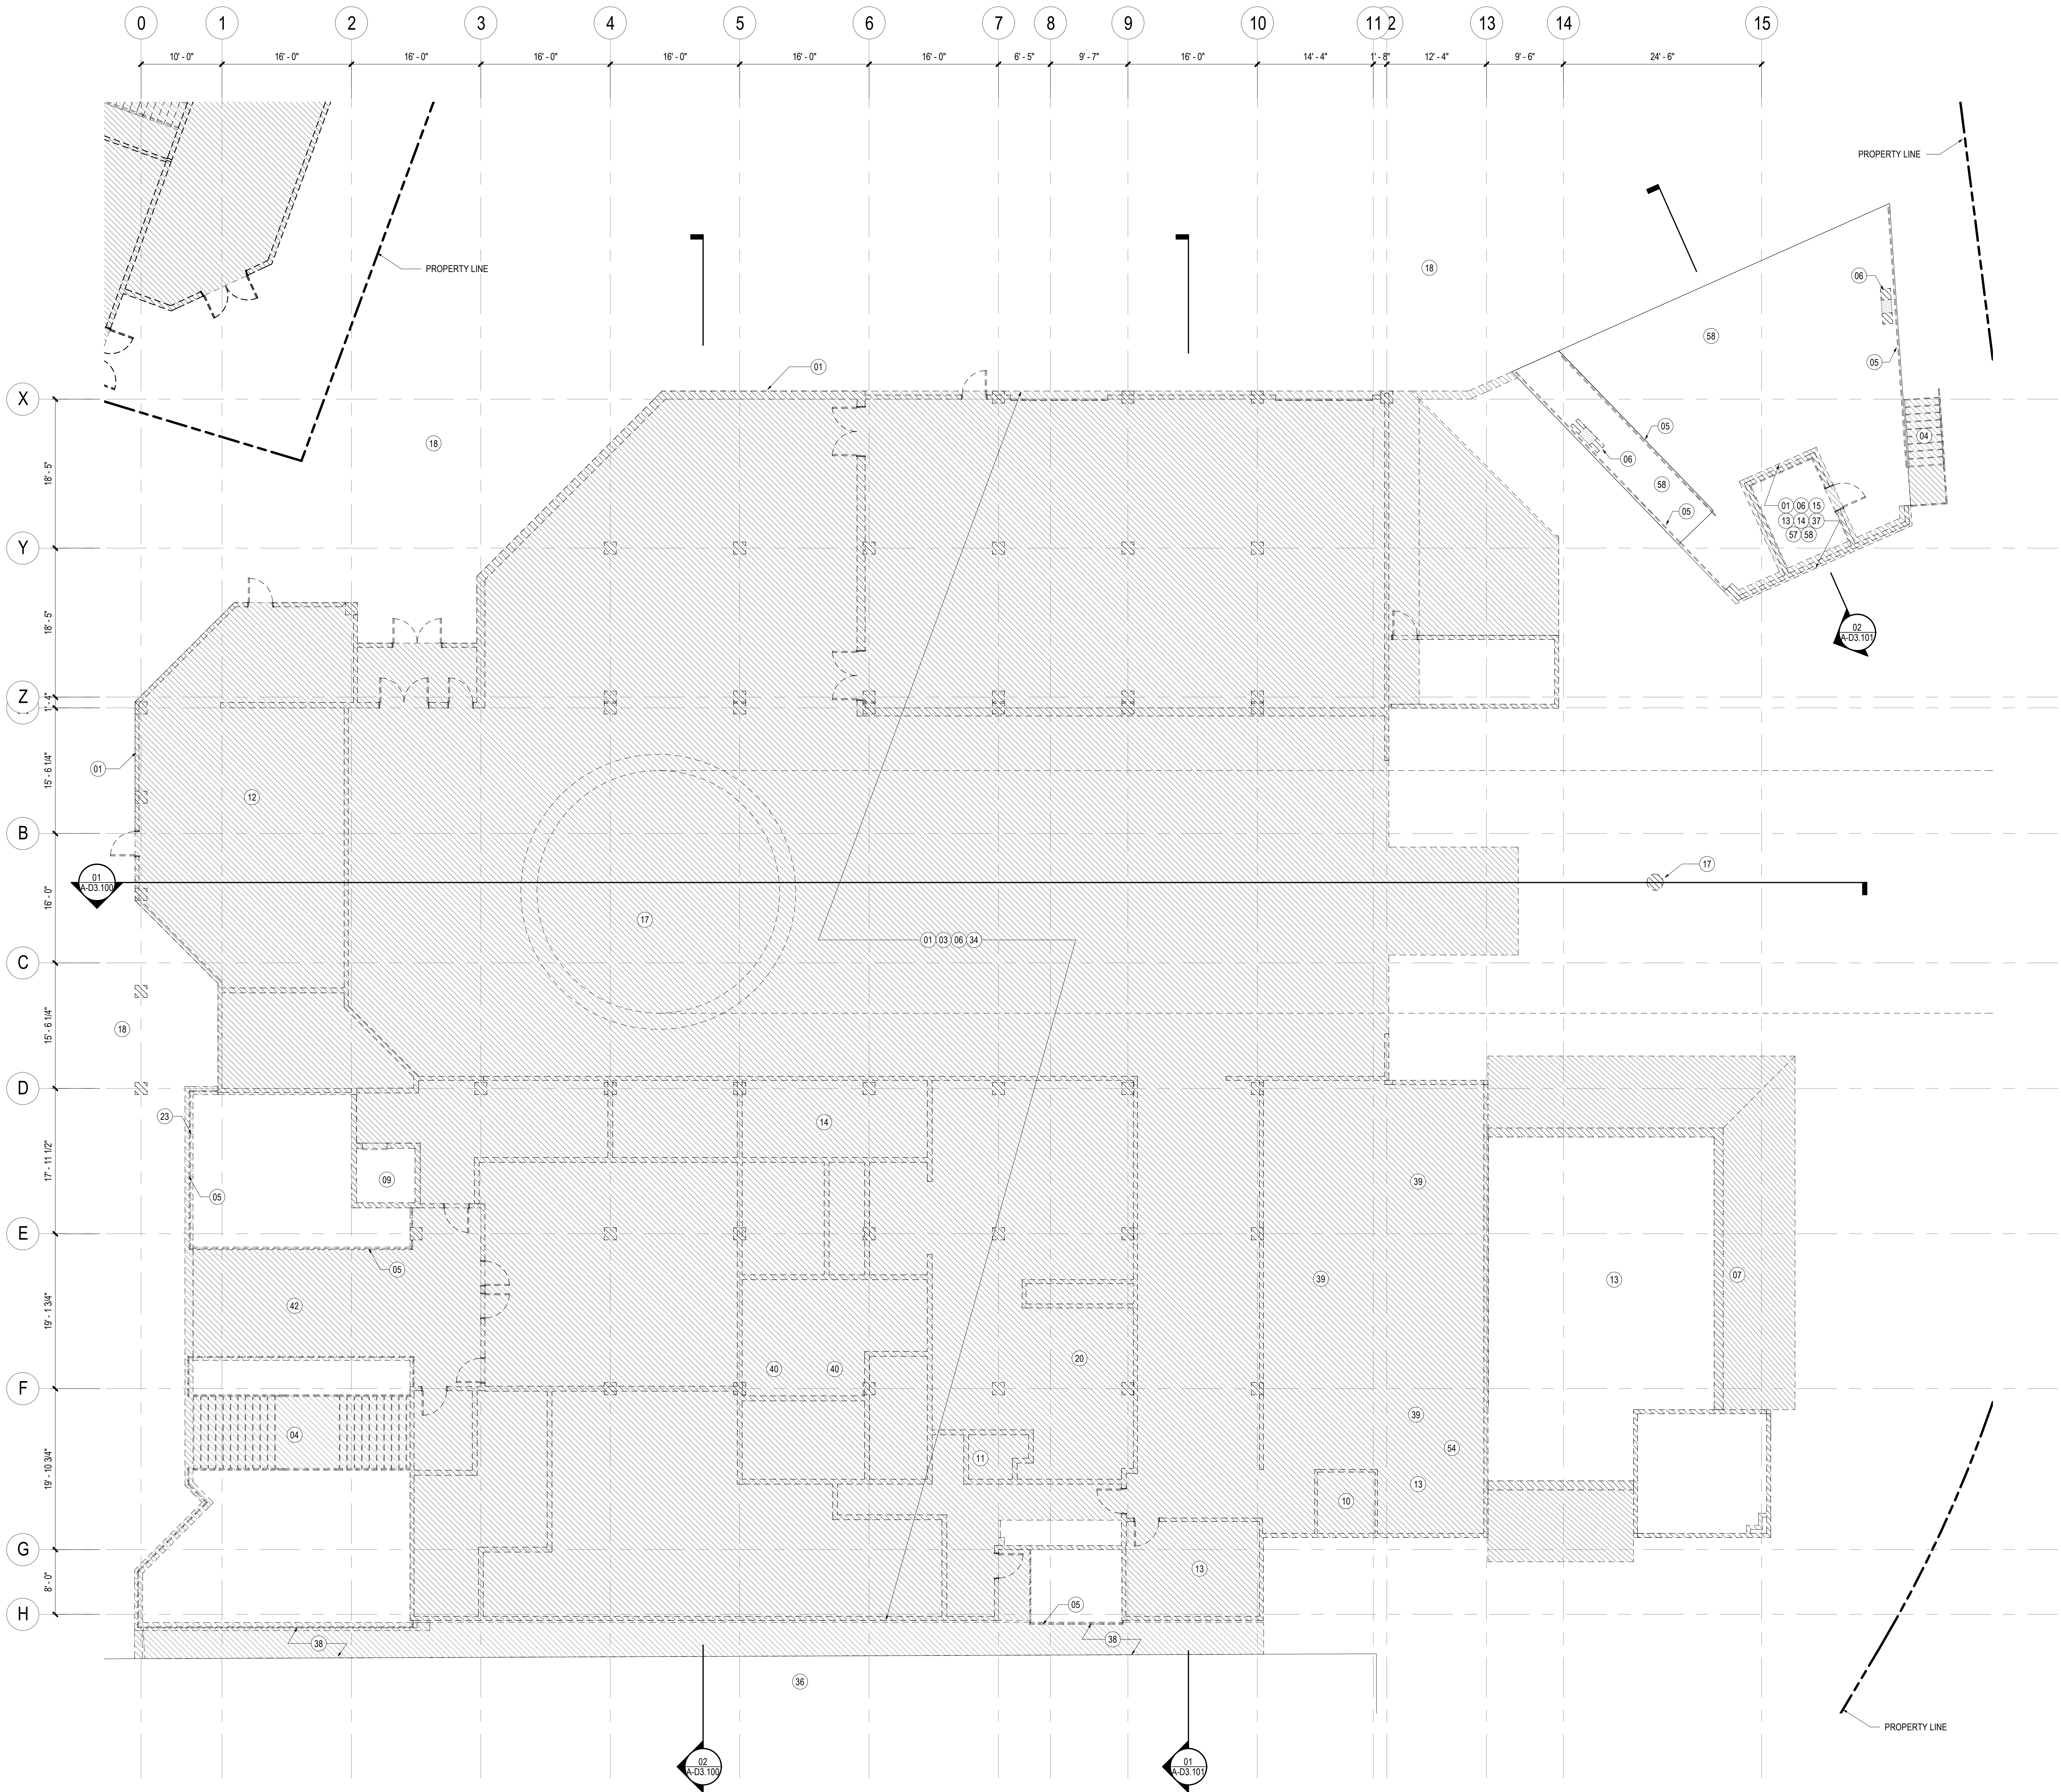 0 1 2 3 4 5 6 7 8 9 10 11 2 13 14 15
10' - 0" 16' - 0" 16' - 0" 16' - 0" 16' - 0" 16' - 0" 16' - 0" 6' - 5" 9' - 7" 16' - 0" 14' - 4" 1' - 8" 12' - 4" 9' - 6" 24' - 6"
PROPERTY LINE
PROPERTY LINE
18
06
58
01
05
X
05
04
18
06
18' - 5"
58
01 06 15
05
13 14 37
57 58
Y
18' - 5"
02
A-D3.101
Z
1' - 4"
15' - 6 1/4"
01
12
B
17
01
A-D3.100
16' - 0"
17
01 03 06 34
C
18
15' - 6 1/4"
D
23
14
17' - 11 1/2"
09
39
05
E
05
07
39
13
42
19' - 1 3/4"
20
40 40
F
39
04
54
11
19' - 10 3/4"
13
10
G
13
8' - 0"
05
H
38
38
36
PROPERTY LINE
02
A-D3.100
01
A-D3.101